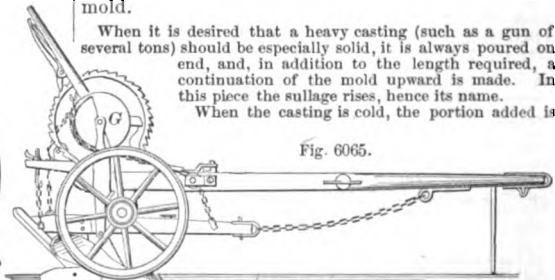 mold.
When it is desired that a heavy casting (such as a gun of
several tons) should be especially solid, it is always poured on
end, and, in addition to the length required, a
continuation of the mold upward is made. In
this piece the sullage rises, hence its name.
When the casting is cold, the portion added is
G
Fig. 6065.